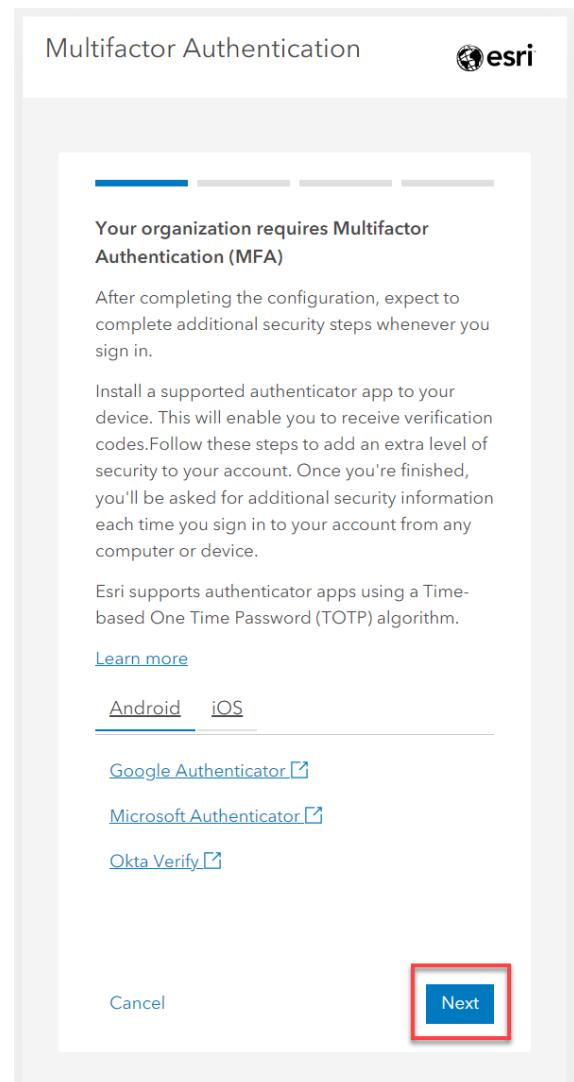 Multifactor Authentication
esri
Your organization requires Multifactor
Authentication (MFA)
After completing the configuration, expect to
complete additional security steps whenever you
sign in.
Install a supported authenticator app to your
device. This will enable you to receive verification
codes.Follow these steps to add an extra level of
security to your account. Once you're finished,
you'll be asked for additional security information
each time you sign in to your account from any
computer or device.
Esri supports authenticator apps using a Time-
based One Time Password (TOTP) algorithm.
Learn more
Android iOS
Google Authenticator
Microsoft Authenticator
Okta Verify
Cancel Next